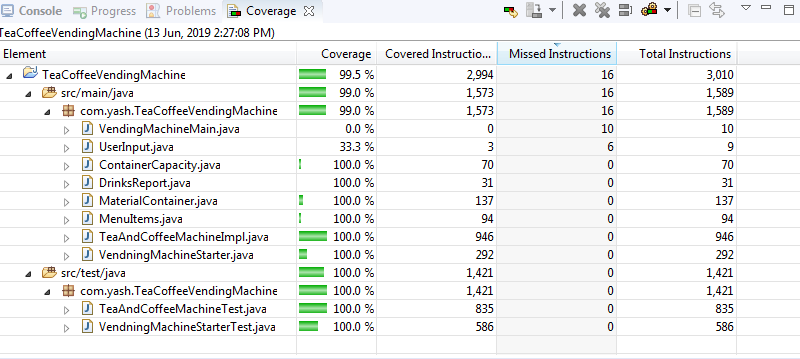 Console Progress Problems Coverage
TeaCoffeeVendingMachine (13 Jun, 2019 2:27:08 PM)
Element Coverage Covered Instructio... Missed Instructions Total Instructions
TeaCoffeeVendingMachine 99.5 % 2,994 16 3,010
src/main/java 99.0 % 1,573 16 1,589
com.yash.TeaCoffeeVendingMachine 99.0 % 1,573 16 1,589
VendingMachineMain.java 0.0 % 0 10 10
UserInput.java 33.3 % 3 6 9
ContainerCapacity.java 100.0 % 70 0 70
DrinksReport.java 100.0 % 31 0 31
MaterialContainer.java 100.0 % 137 0 137
MenuItems.java 100.0 % 94 0 94
TeaAndCoffeeMachineImpl.java 100.0 % 946 0 946
VendningMachineStarter.java 100.0 % 292 0 292
src/test/java 100.0 % 1,421 0 1,421
com.yash.TeaCoffeeVendingMachine 100.0 % 1,421 0 1,421
TeaAndCoffeeMachineTest.java 100.0 % 835 0 835
VendningMachineStarterTest.java 100.0 % 586 0 586